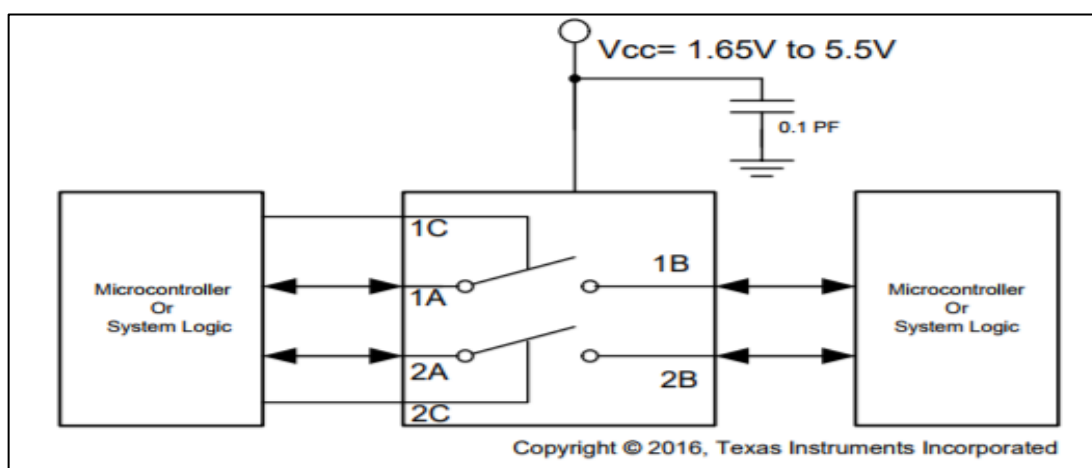 Vcc= 1.65V to 5.5V
0.1 PF
1C
1B
Microcontroller
Or
System Logic
1A
Microcontroller
Or
System Logic
2A
2B
2C
Copyright © 2016, Texas Instruments Incorporated